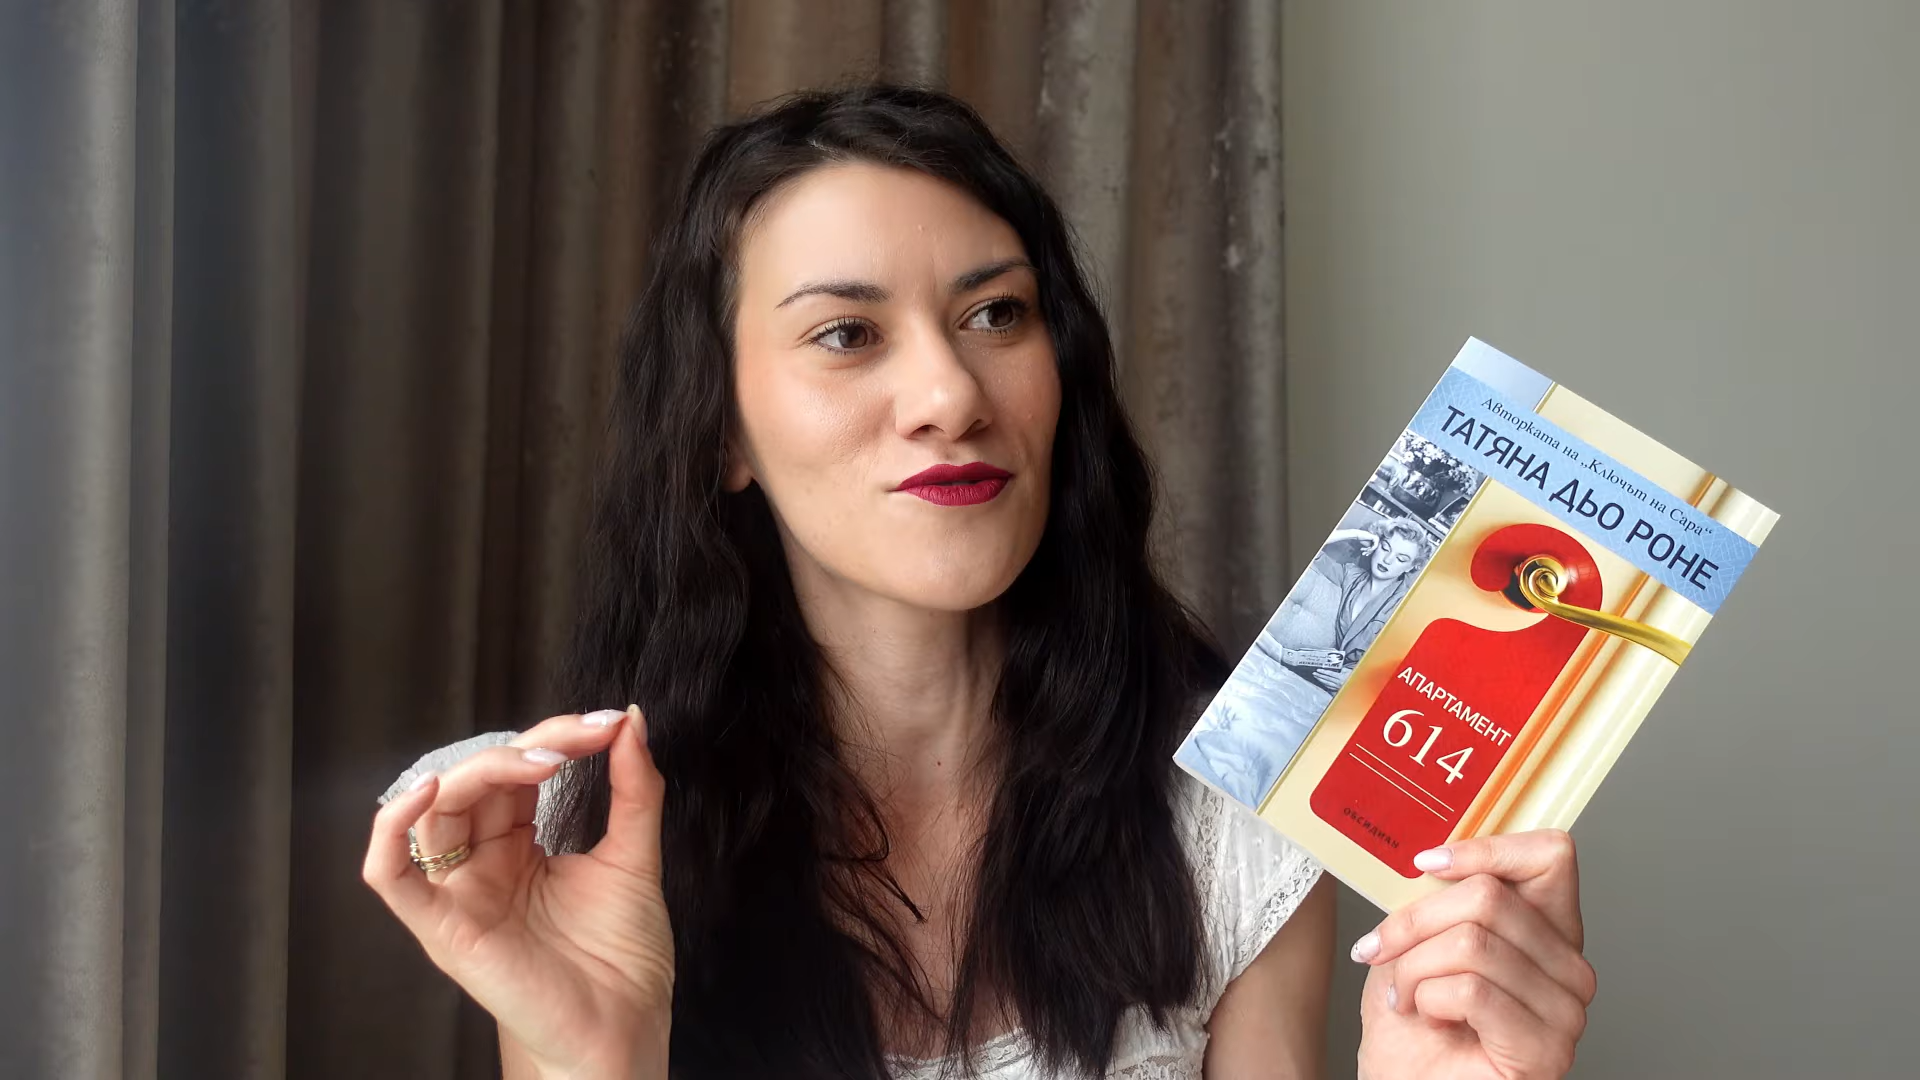 Авторката на „Ключът на Сара“
ТАТЯНА ДЬО РОНЕ
АПАРТАМЕНТ
614
ОБСИДИАН